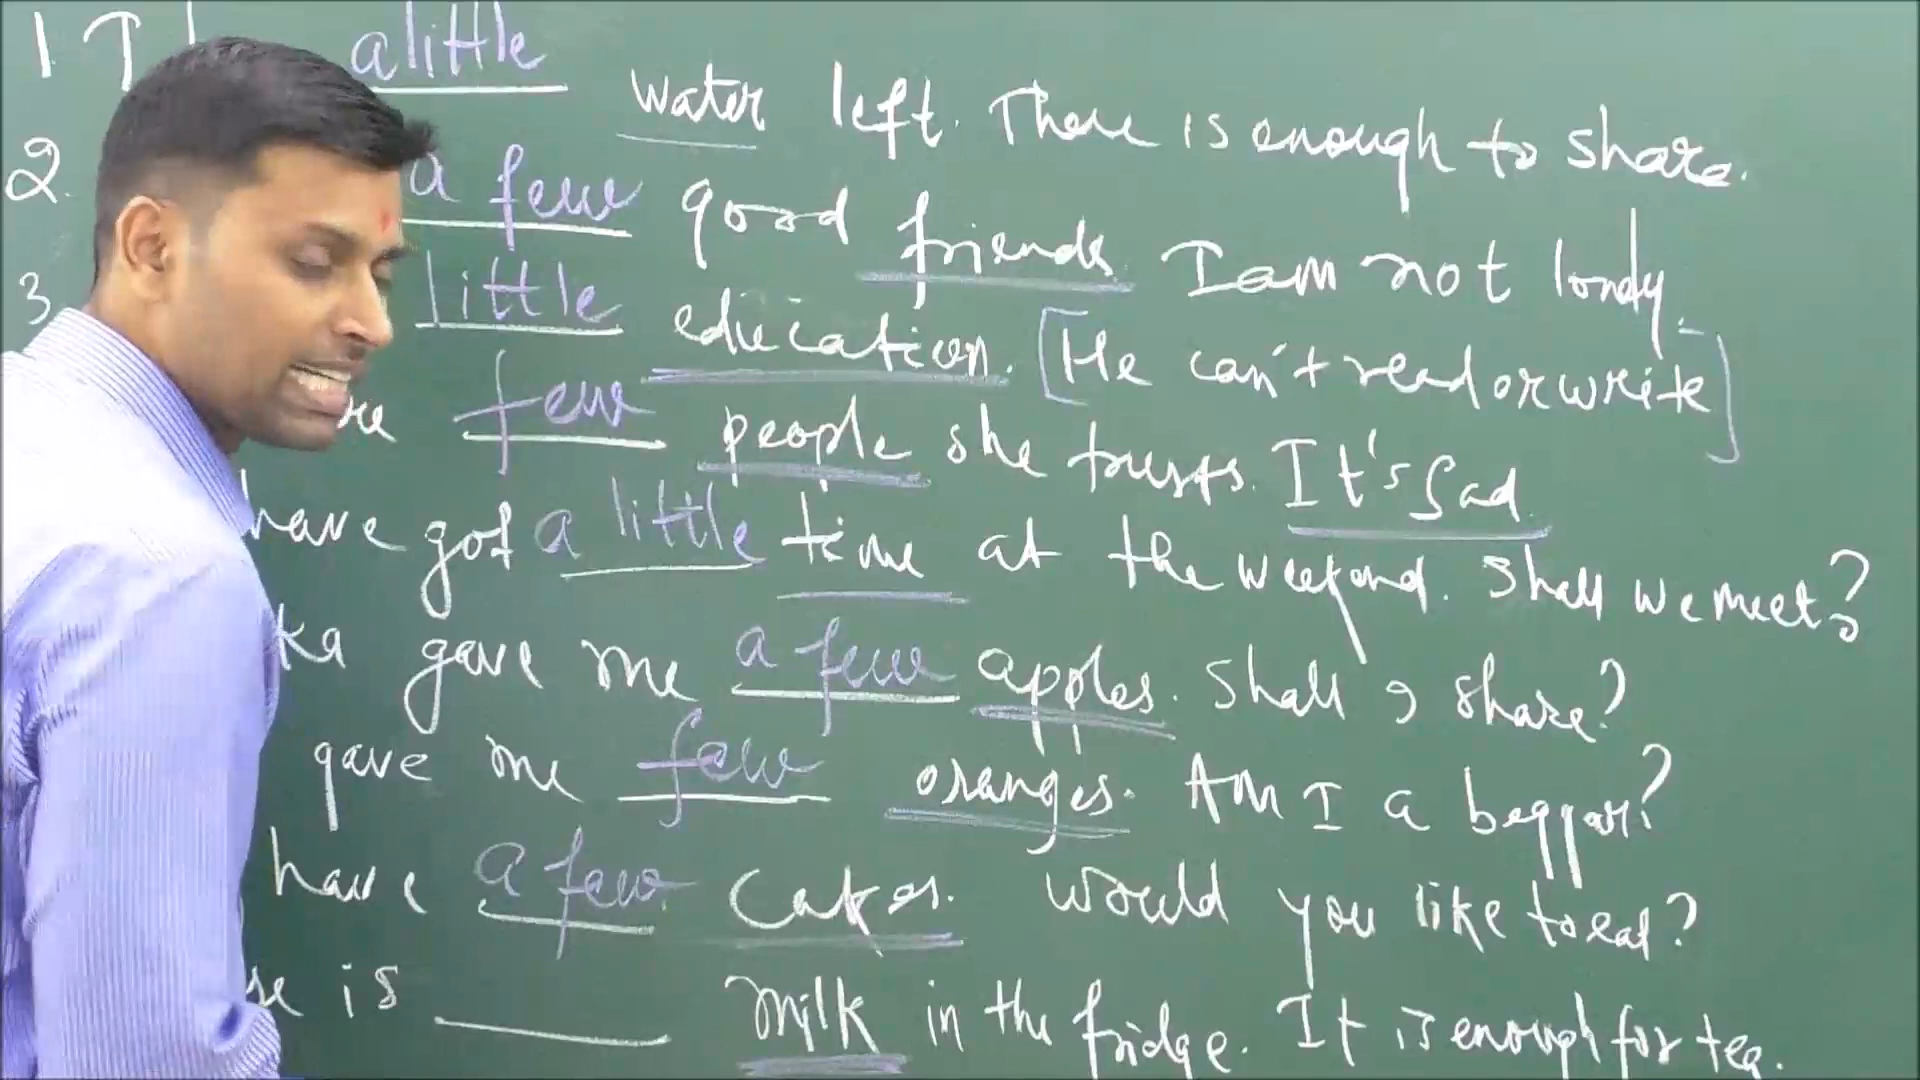 1. a little water left. There is enough to share.
2. a few good friends. I am not lonely.
3. little education. [He can't read or write]
re few people she trusts. It's sad.
have got a little time at the weekend. Shall we meet?
ka gave me a few apples. Shall I share?
gave me few oranges. Am I a beggar?
have a few cakes. Would you like to eat?
re is ____ milk in the fridge. It is enough for tea.